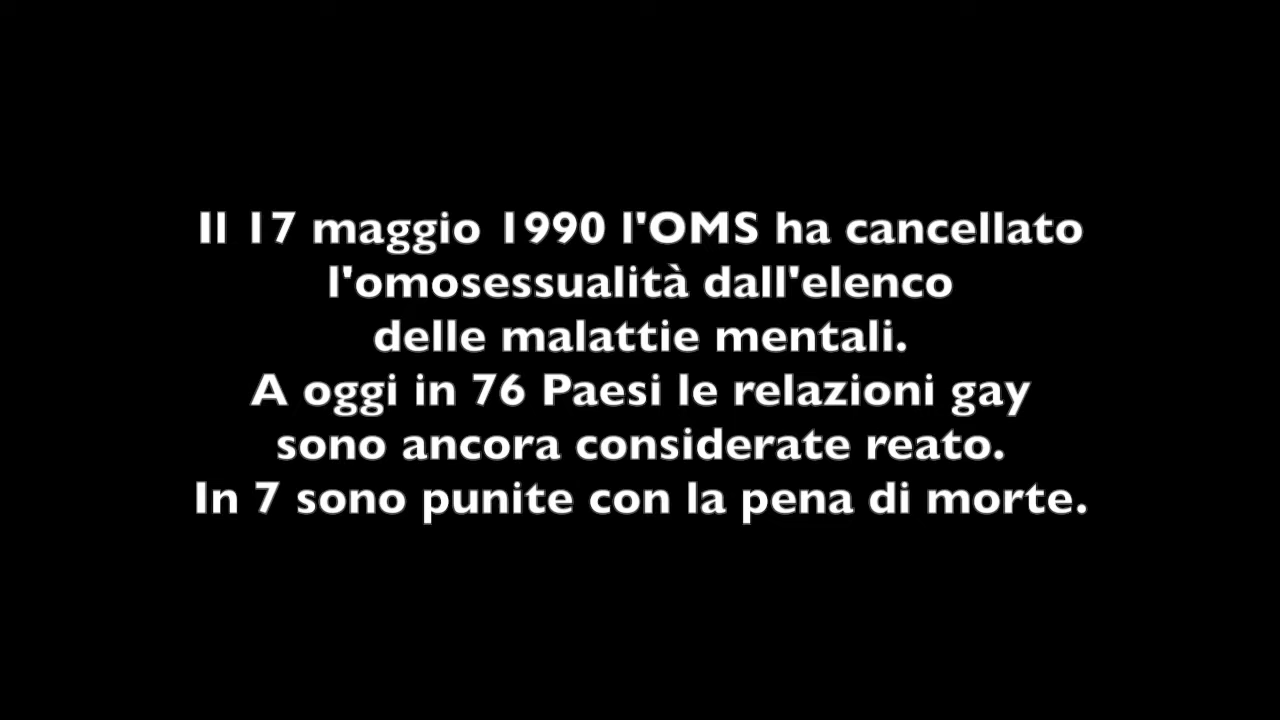 Il 17 maggio 1990 l'OMS ha cancellato
l'omosessualità dall'elenco
delle malattie mentali.
A oggi in 76 Paesi le relazioni gay
sono ancora considerate reato.
In 7 sono punite con la pena di morte.